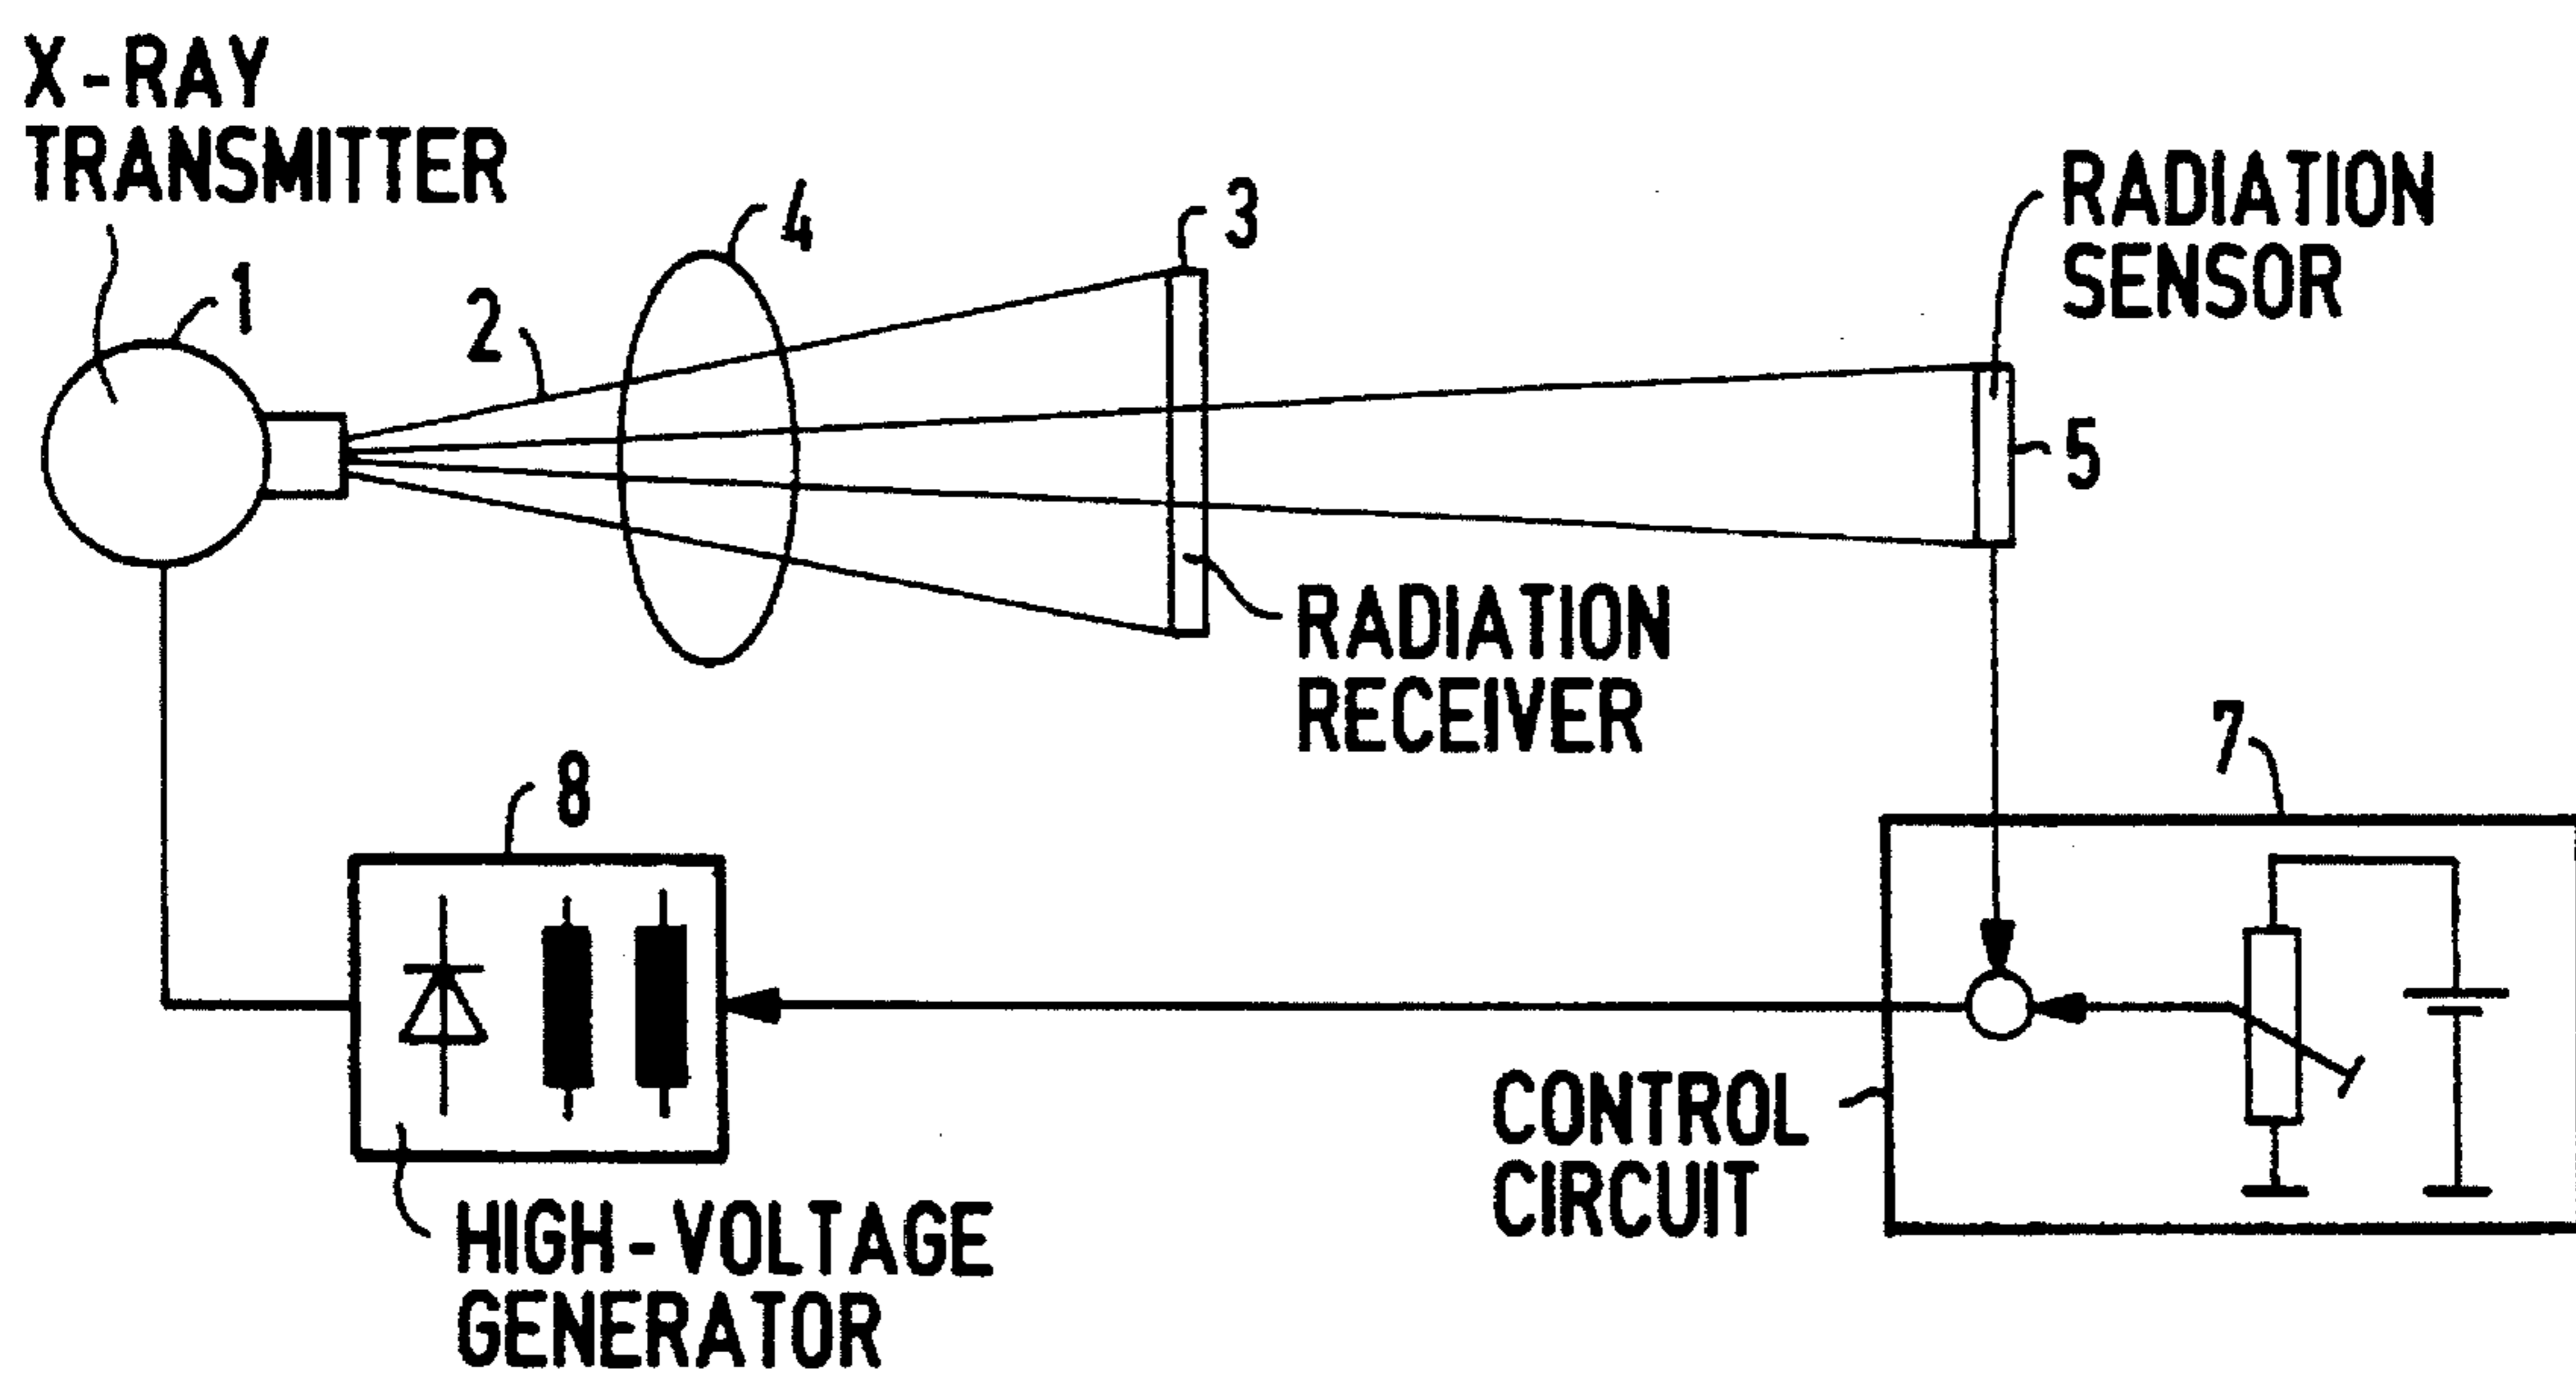 X-RAY
TRANSMITTER
1
2
4
3
RADIATION
SENSOR
5
RADIATION
RECEIVER
7
8
CONTROL
CIRCUIT
HIGH-VOLTAGE
GENERATOR